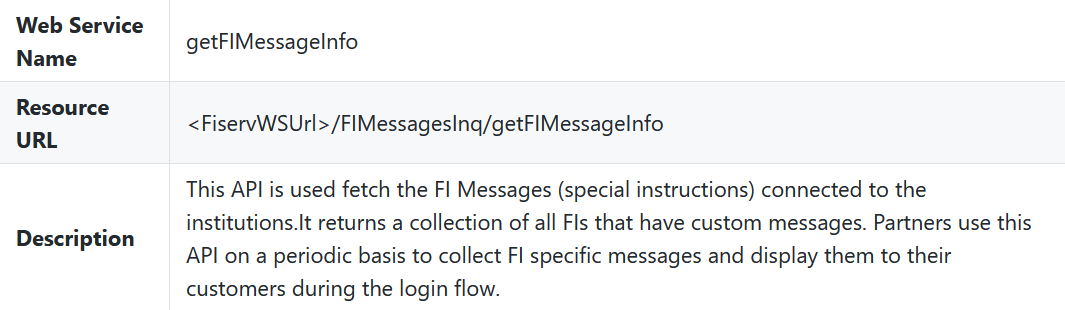 Web Service Name
getFIMessageInfo
Resource URL
<FiservWSUrl>/FIMessagesInq/getFIMessageInfo
Description
This API is used fetch the FI Messages (special instructions) connected to the
institutions.It returns a collection of all FIs that have custom messages. Partners use this
API on a periodic basis to collect FI specific messages and display them to their
customers during the login flow.